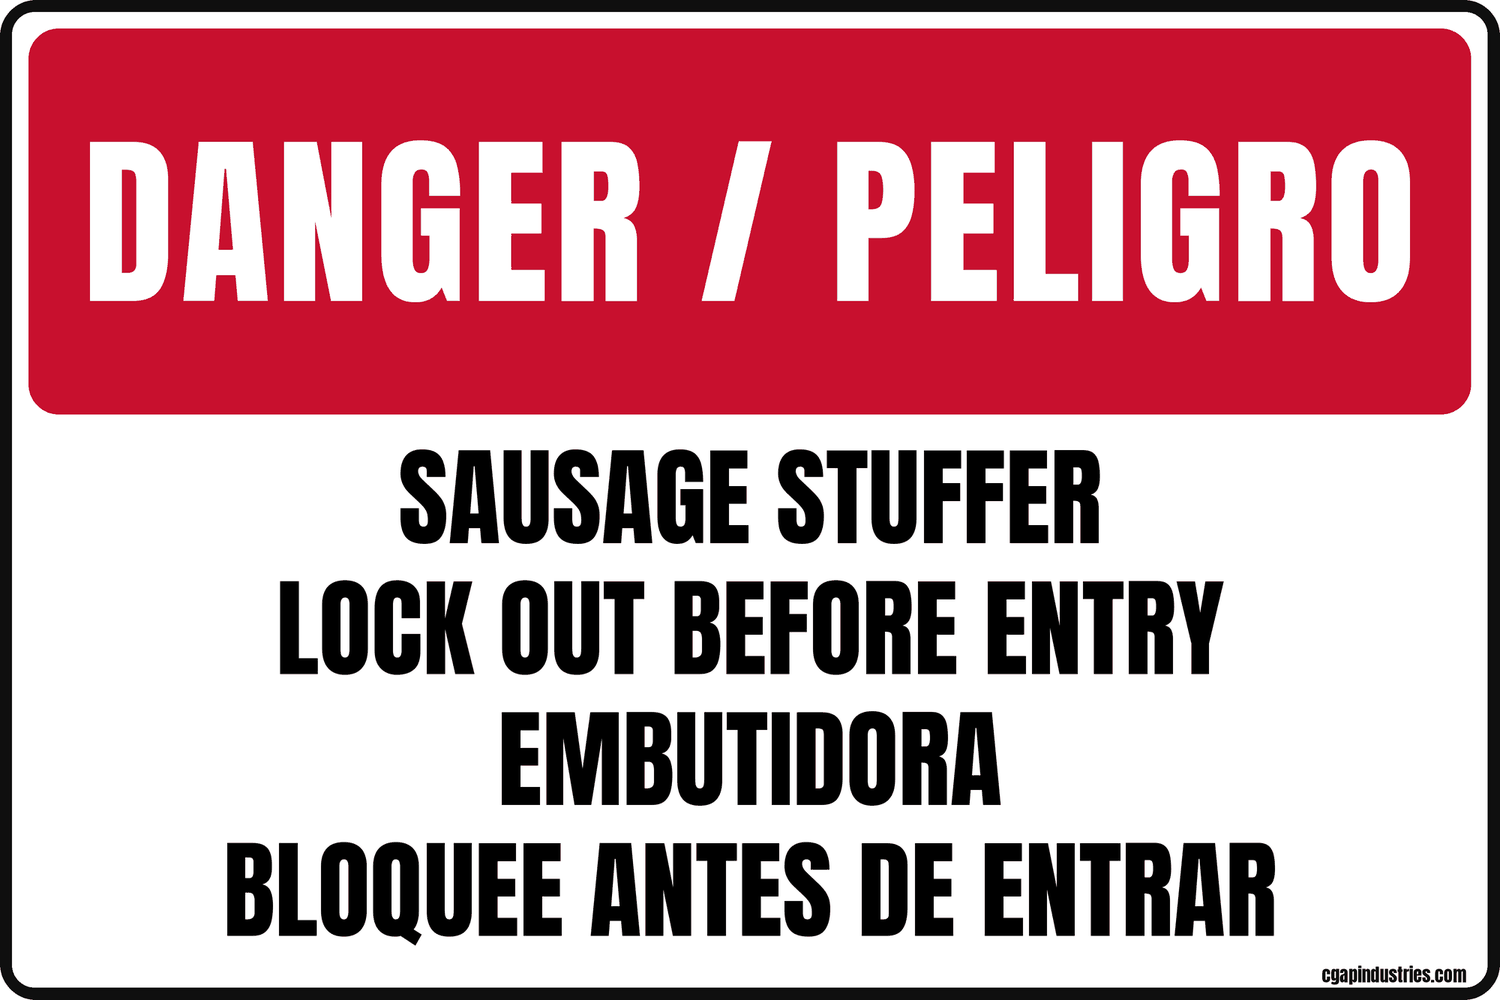 DANGER / PELIGRO
SAUSAGE STUFFER
LOCK OUT BEFORE ENTRY
EMBUTIDORA
BLOQUEE ANTES DE ENTRAR
cgapindustries.com